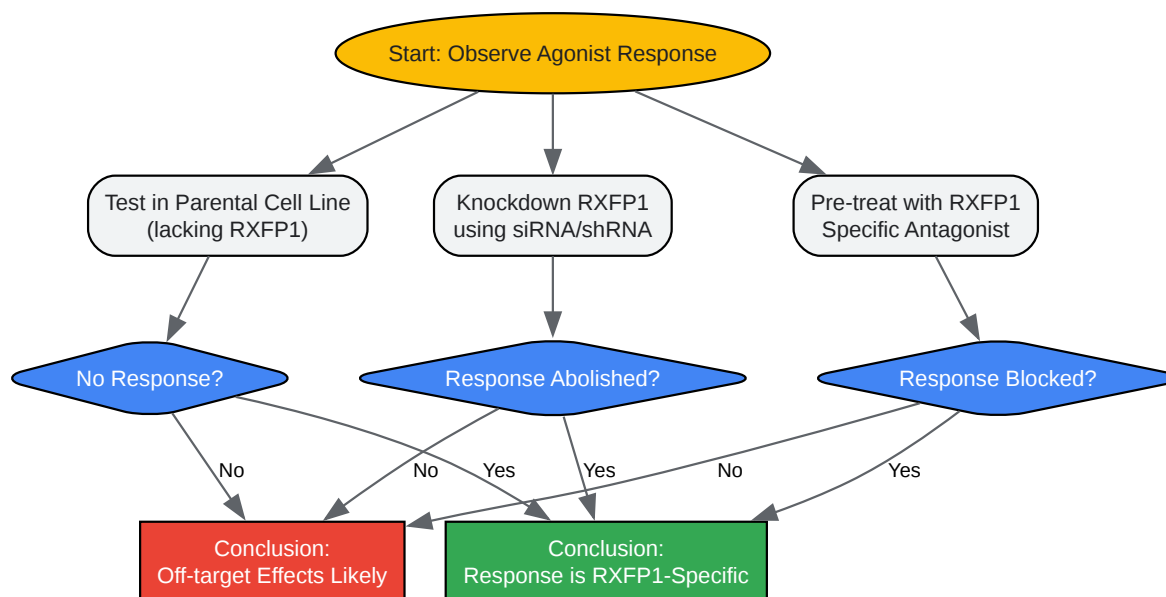 Start: Observe Agonist Response
Test in Parental Cell Line
(lacking RXFP1)
Knockdown RXFP1
using siRNA/shRNA
Pre-treat with RXFP1
Specific Antagonist
No Response?
Response Abolished?
Response Blocked?
No
No
Yes
Yes
No
Yes
Conclusion:
Off-target Effects Likely
Conclusion:
Response is RXFP1-Specific